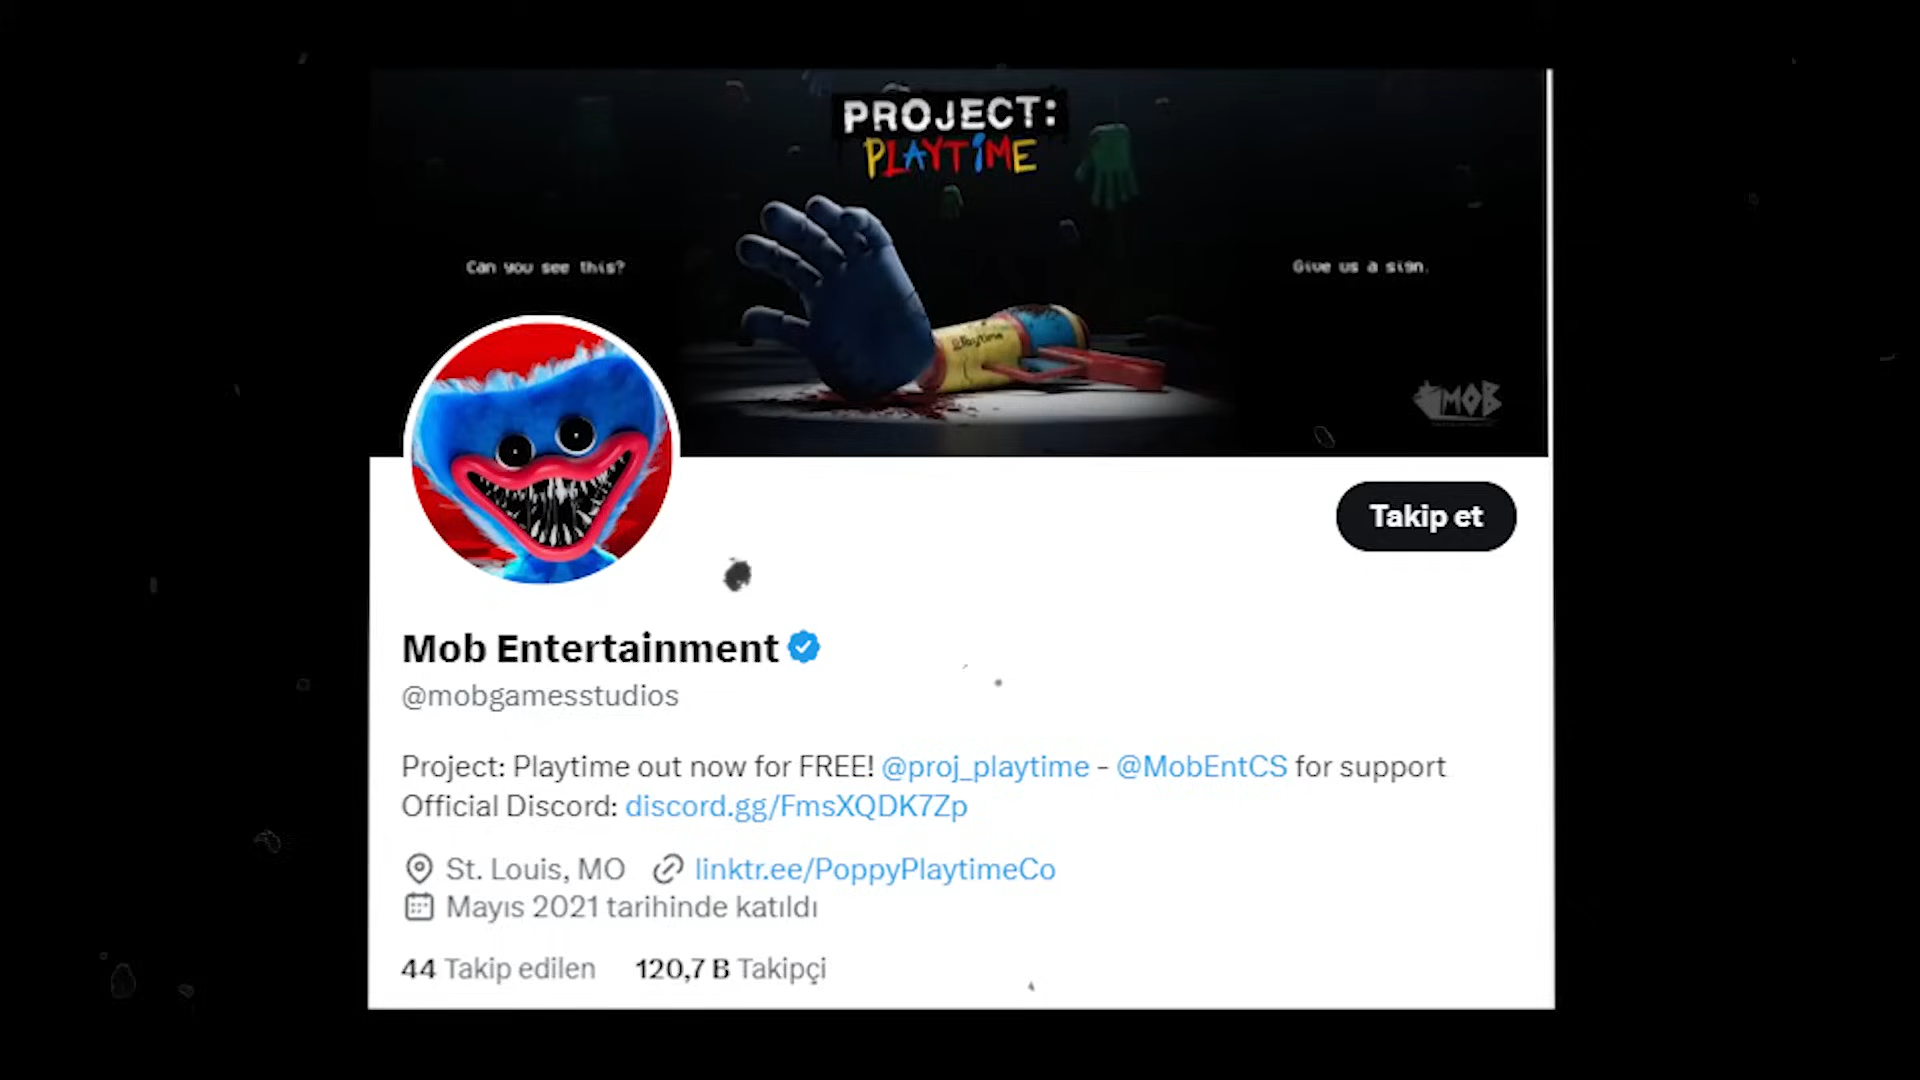 PROJECT:
PLAYTIME
Can you see this?
Give us a sign.
Playtime
MOB
Takip et
Mob Entertainment
@mobgamesstudios
Project: Playtime out now for FREE! @proj_playtime - @MobEntCS for support
Official Discord: discord.gg/FmsXQDK7Zp
St. Louis, MO linktr.ee/PoppyPlaytimeCo
Mayıs 2021 tarihinde katıldı
44 Takip edilen 120,7 B Takipçi